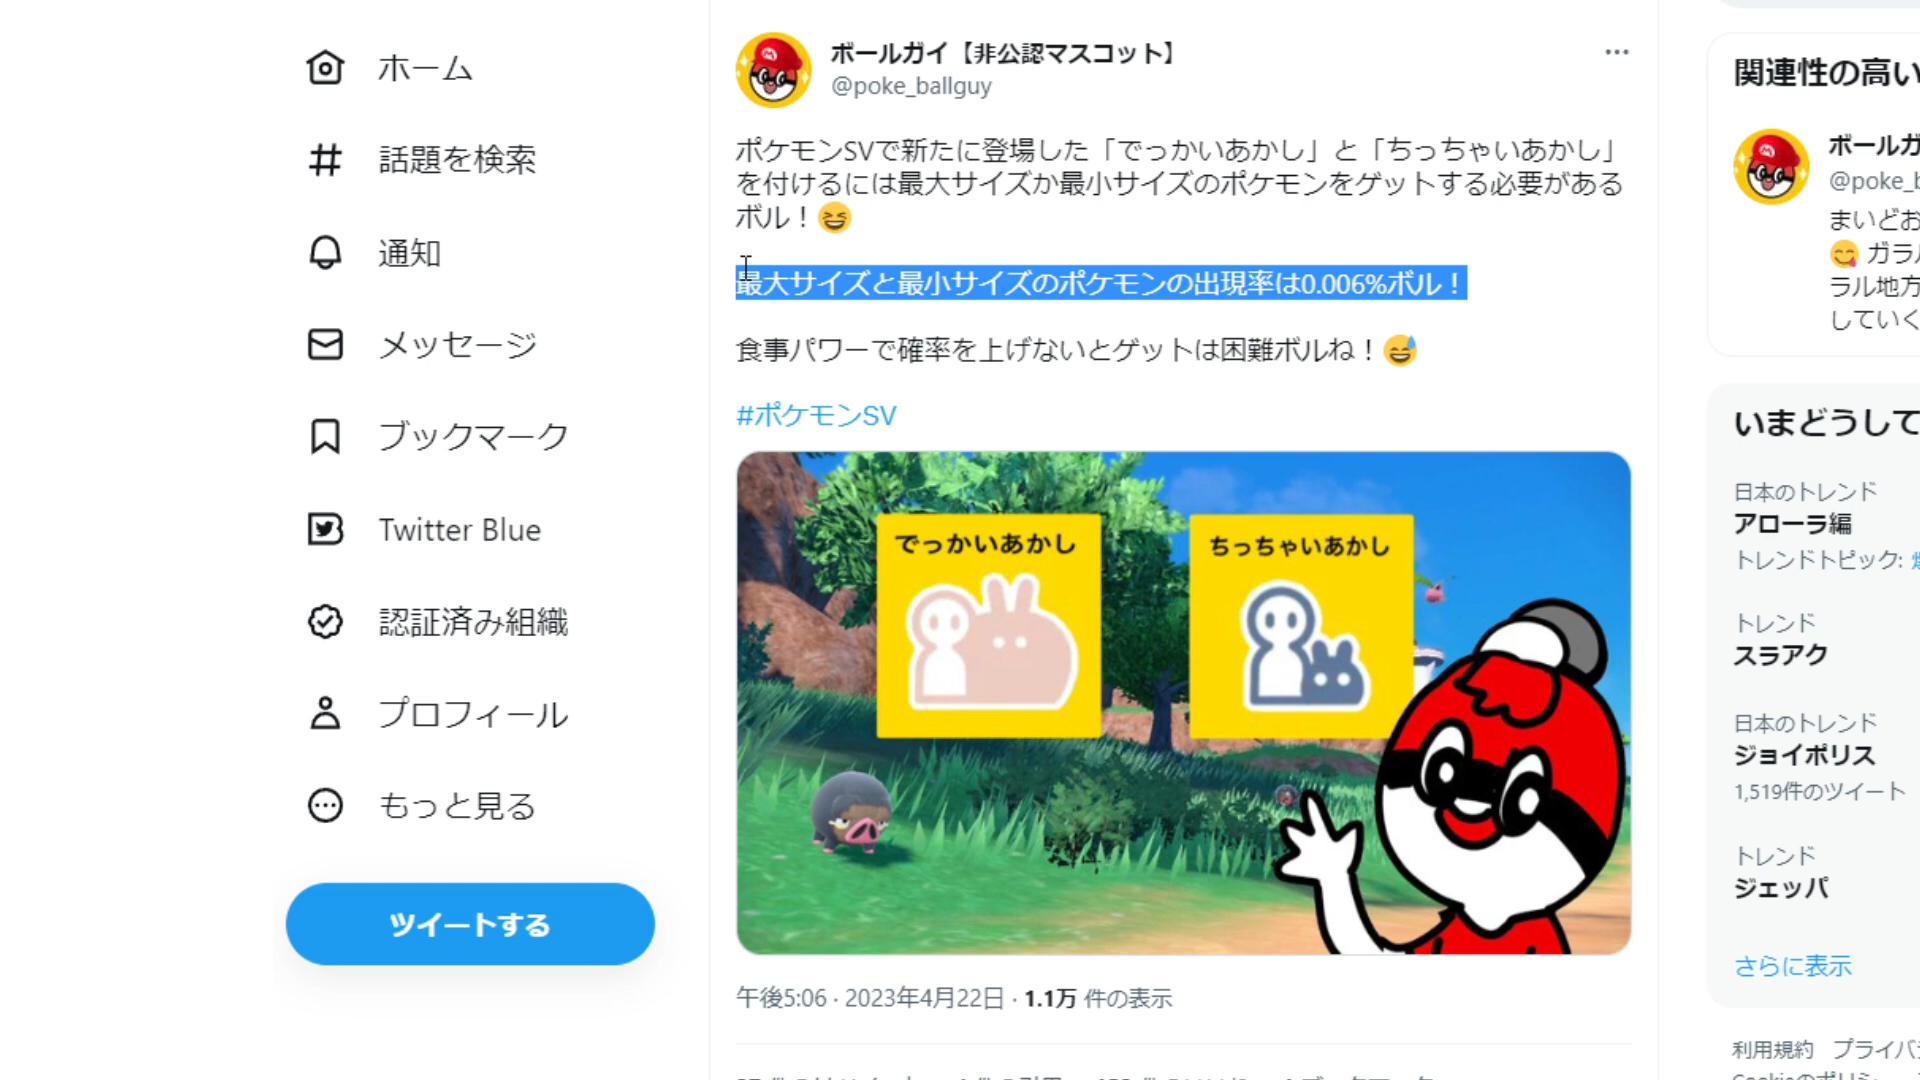 ホーム
話題を検索
通知
メッセージ
ブックマーク
Twitter Blue
認証済み組織
プロフィール
もっと見る
ツイートする
ボールガイ【非公認マスコット】
@poke_ballguy
ポケモンSVで新たに登場した「でっかいあかし」と「ちっちゃいあかし」
を付けるには最大サイズか最小サイズのポケモンをゲットする必要がある
ボル！😆
最大サイズと最小サイズのポケモンの出現率は0.006%ボル！
食事パワーで確率を上げないとゲットは困難ボルね！😅
#ポケモンSV
でっかいあかし
ちっちゃいあかし
午後5:06 · 2023年4月22日 · 1.1万 件の表示
関連性の高い
ボールガ
@poke_b
まいどお
😋 ガラル
ラル地方
していく
いまどうして
日本のトレンド
アローラ編
トレンドトピック:
トレンド
スラアク
日本のトレンド
ジョイポリス
1,519件のツイート
トレンド
ジェッパ
さらに表示
利用規約 プライバシ